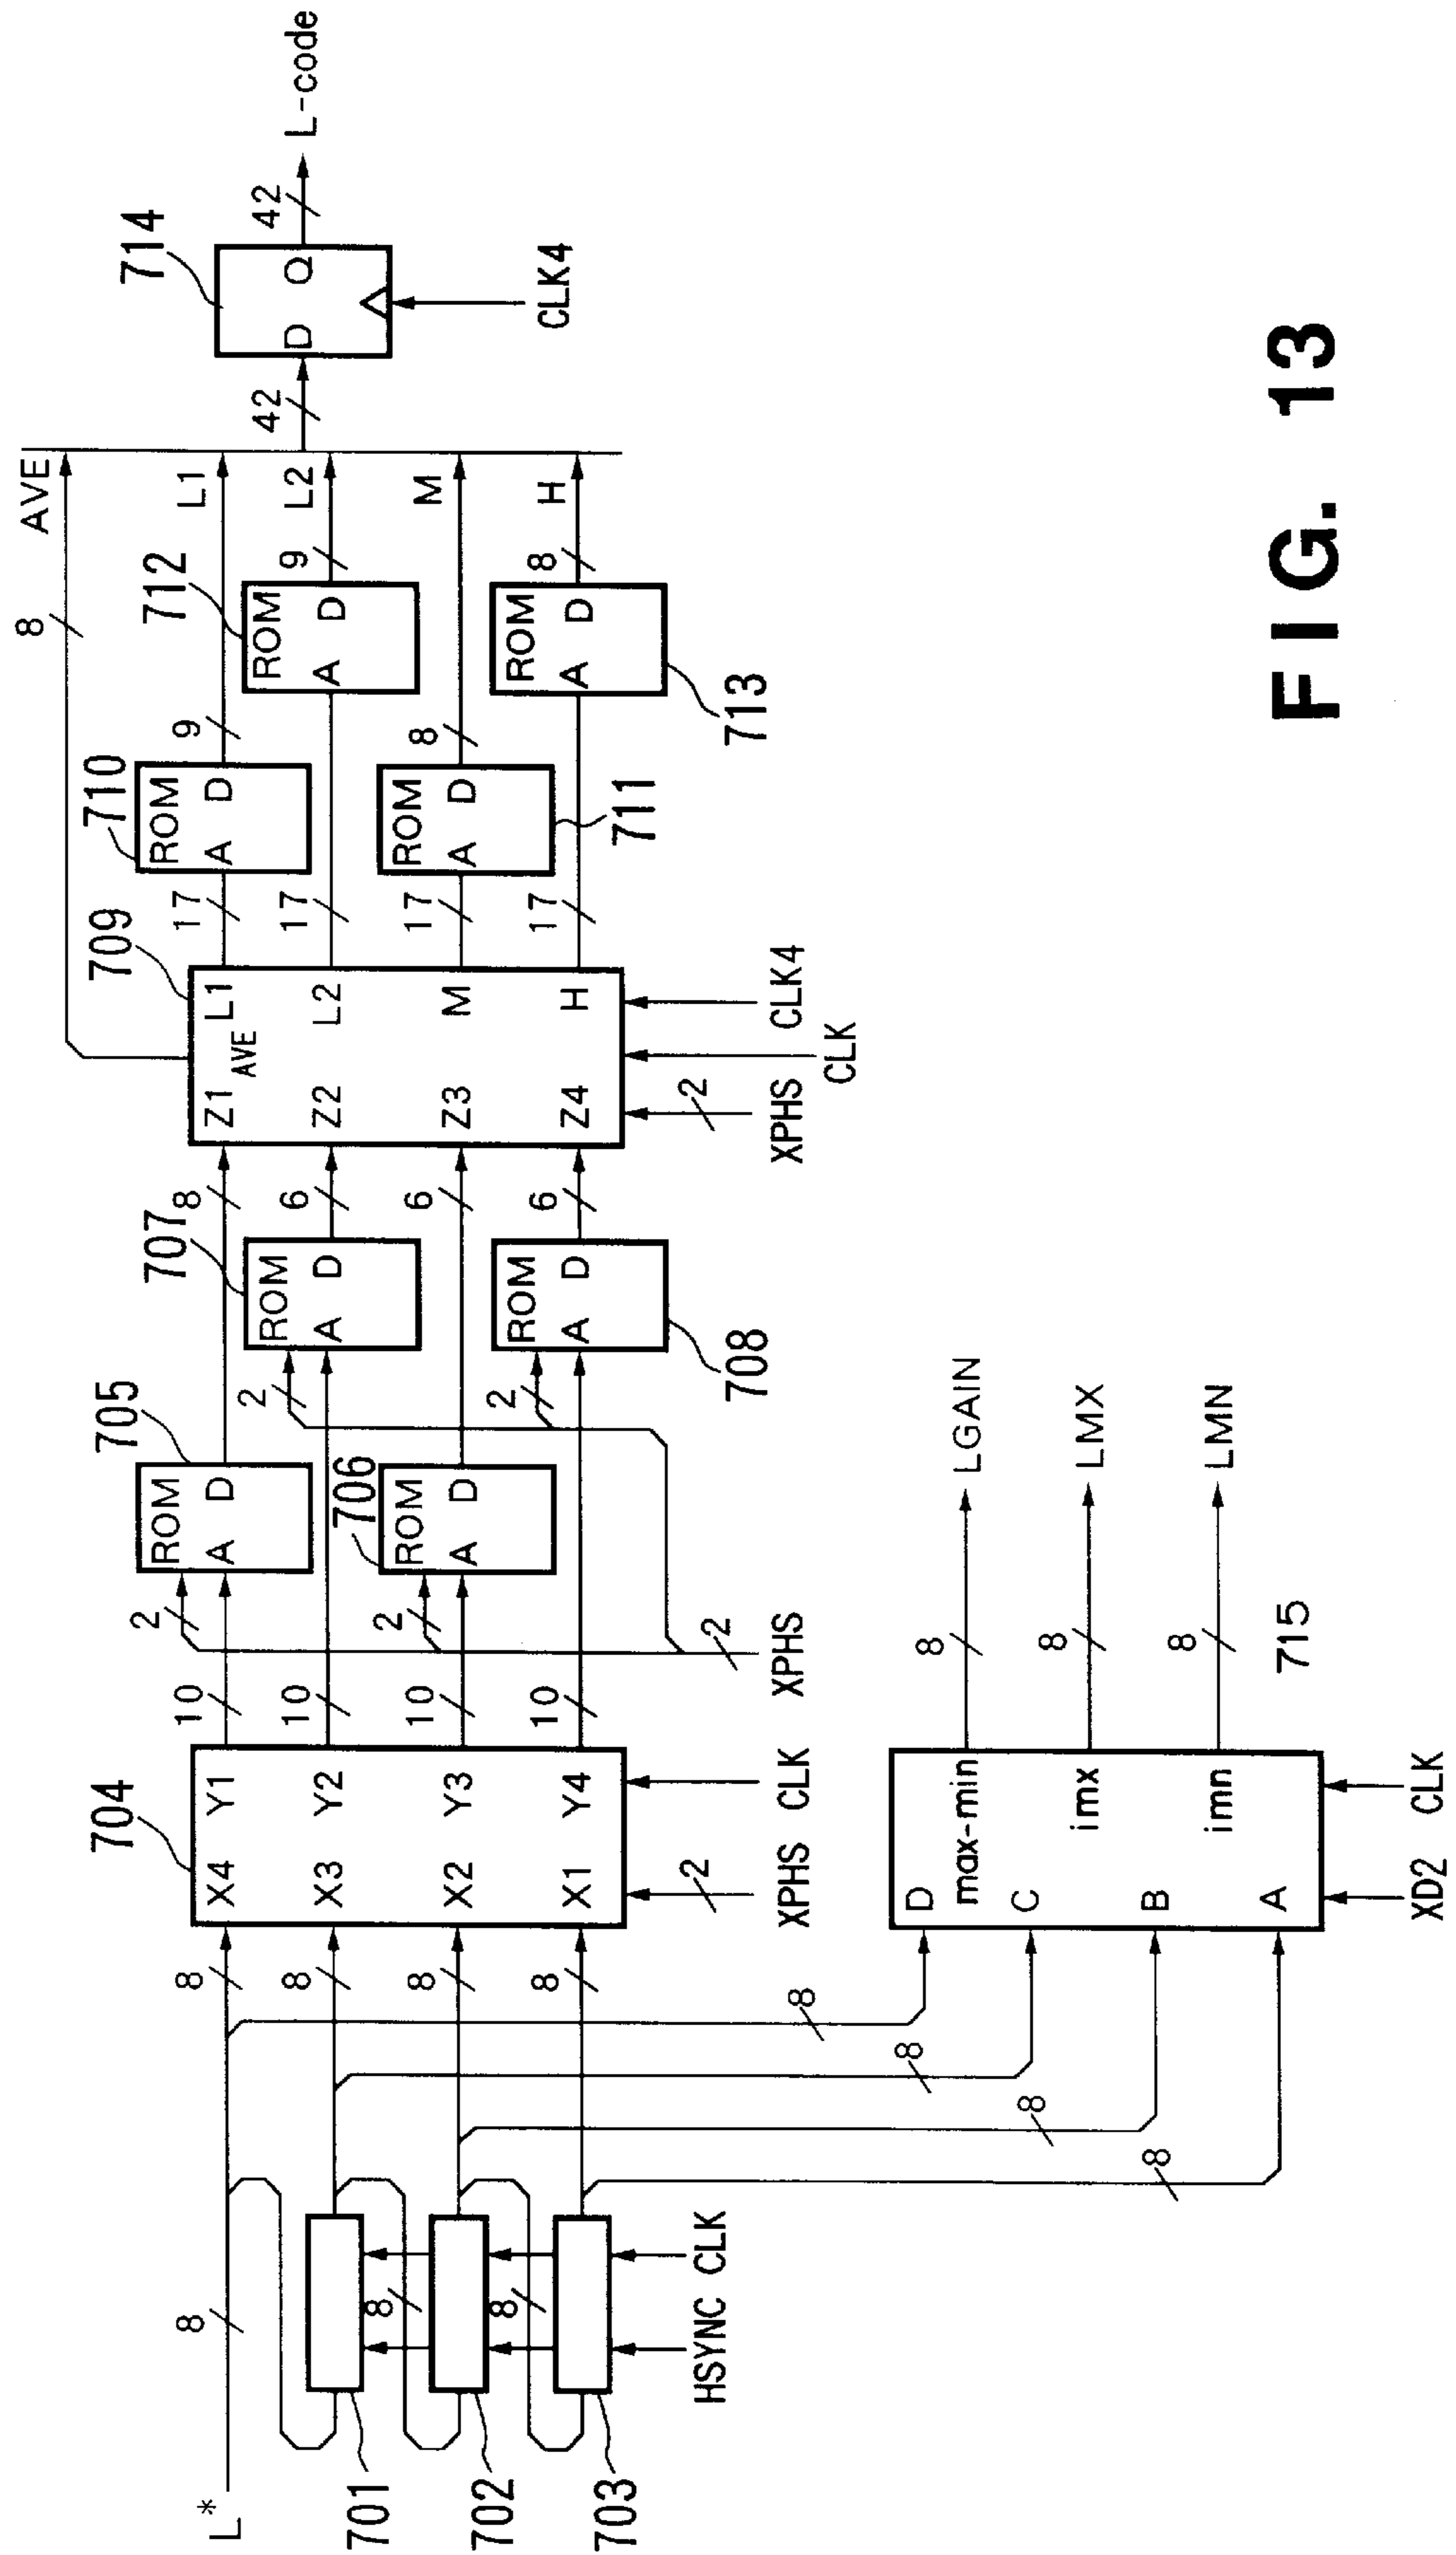 L*
8
701
702
703
8
8
HSYNC CLK
8
8
8
8
8
8
8
8
704
X4 Y1
X3 Y2
X2 Y3
X1 Y4
XPHS CLK
2
10
10
10
10
XPHS
2
2
2
2
2
705
ROM
A D
706
ROM
A D
707
ROM
A D
708
ROM
A D
8
6
6
6
709
Z1 L1
AVE
Z2 L2
Z3 M
Z4 H
XPHS
2
CLK
CLK4
17
17
17
17
710
ROM
A D
711
ROM
A D
712
ROM
A D
713
ROM
A D
9
9
8
8
8
AVE
L1
L2
M
H
42
714
D Q
CLK4
42
L-code
D
max-min
C
imx
B
imn
A
XD2 CLK
715
8
8
8
LGAIN
LMX
LMN
FIG. 13